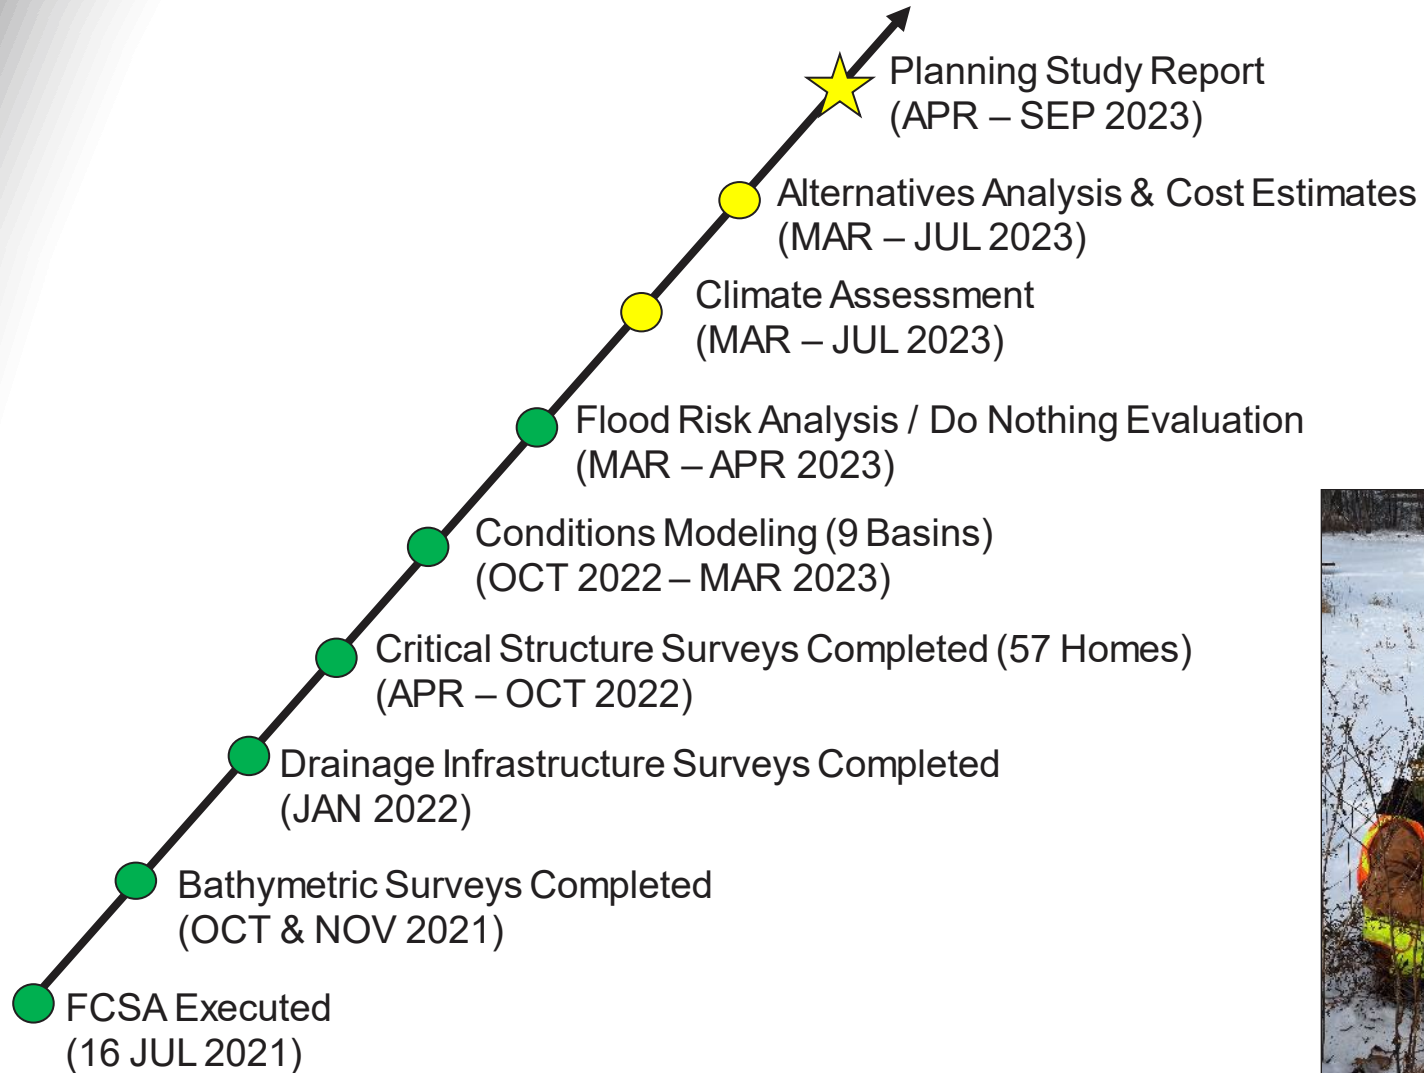 Planning Study Report
(APR – SEP 2023)
Alternatives Analysis & Cost Estimates
(MAR – JUL 2023)
Climate Assessment
(MAR – JUL 2023)
Flood Risk Analysis / Do Nothing Evaluation
(MAR – APR 2023)
Conditions Modeling (9 Basins)
(OCT 2022 – MAR 2023)
Critical Structure Surveys Completed (57 Homes)
(APR – OCT 2022)
Drainage Infrastructure Surveys Completed
(JAN 2022)
Bathymetric Surveys Completed
(OCT & NOV 2021)
FCSA Executed
(16 JUL 2021)